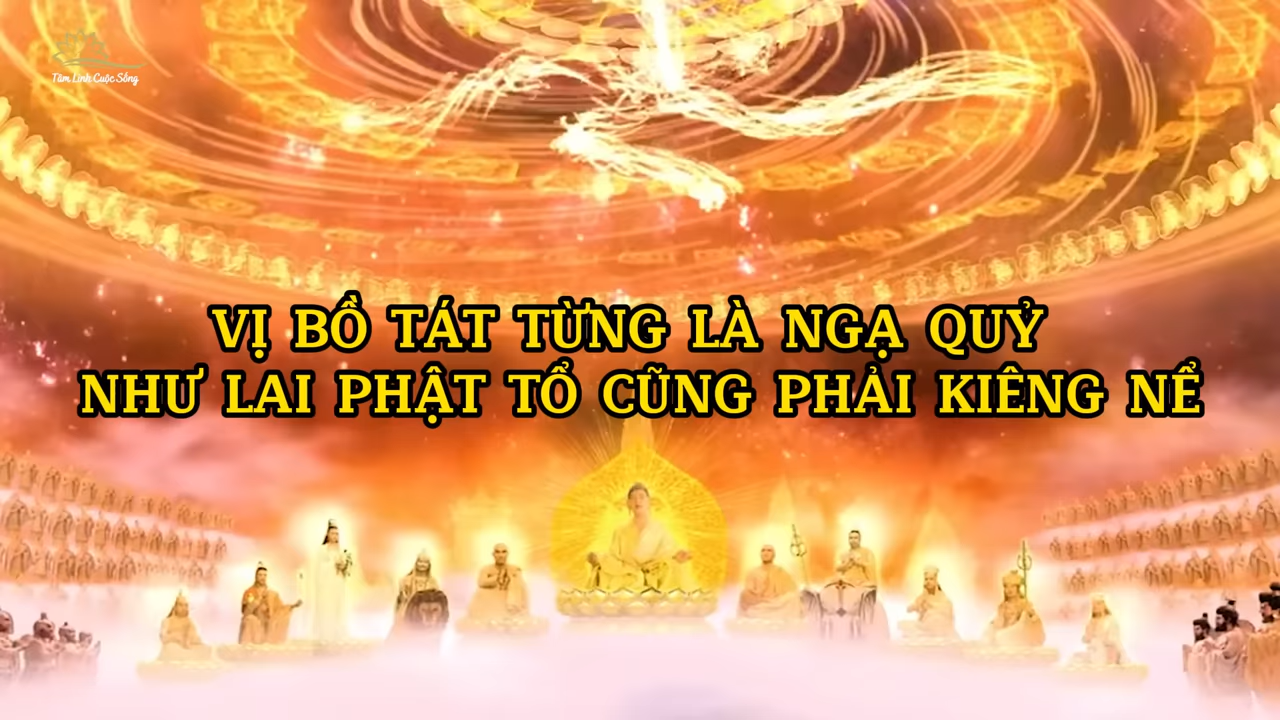 Tâm Linh Cuộc Sống
VỊ BỒ TÁT TỪNG LÀ NGẠ QUỶ
NHƯ LAI PHẬT TỔ CŨNG PHẢI KIÊNG NỂ